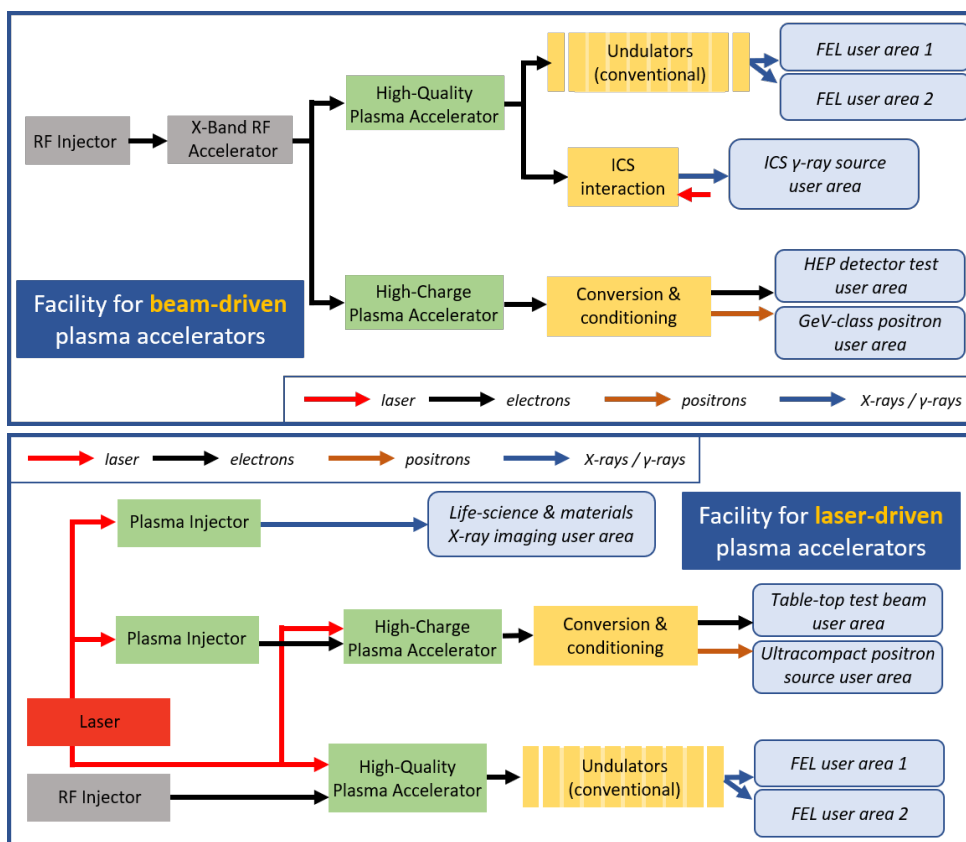 RF Injector
X-Band RF
Accelerator
High-Quality
Plasma Accelerator
Undulators
(conventional)
FEL user area 1
FEL user area 2
ICS
interaction
ICS γ-ray source
user area
Facility for beam-driven
plasma accelerators
High-Charge
Plasma Accelerator
Conversion &
conditioning
HEP detector test
user area
GeV-class positron
user area
laser
electrons
positrons
X-rays / γ-rays
laser
electrons
positrons
X-rays / γ-rays
Plasma Injector
Life-science & materials
X-ray imaging user area
Facility for laser-driven
plasma accelerators
Plasma Injector
High-Charge
Plasma Accelerator
Conversion &
conditioning
Table-top test beam
user area
Ultracompact positron
source user area
Laser
RF Injector
High-Quality
Plasma Accelerator
Undulators
(conventional)
FEL user area 1
FEL user area 2